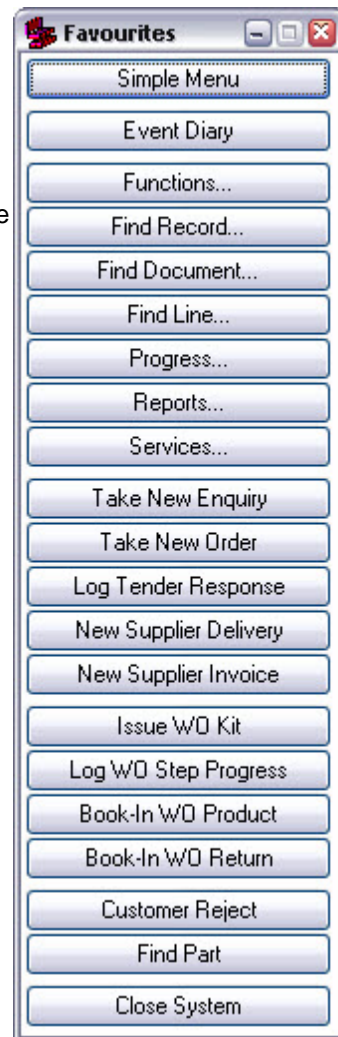 Favourites
Simple Menu
Event Diary
Functions...
e
Find Record...
Find Document...
Find Line...
Progress...
Reports...
Services...
Take New Enquiry
Take New Order
Log Tender Response
New Supplier Delivery
New Supplier Invoice
Issue WO Kit
Log WO Step Progress
Book-In WO Product
Book-In WO Return
Customer Reject
Find Part
Close System